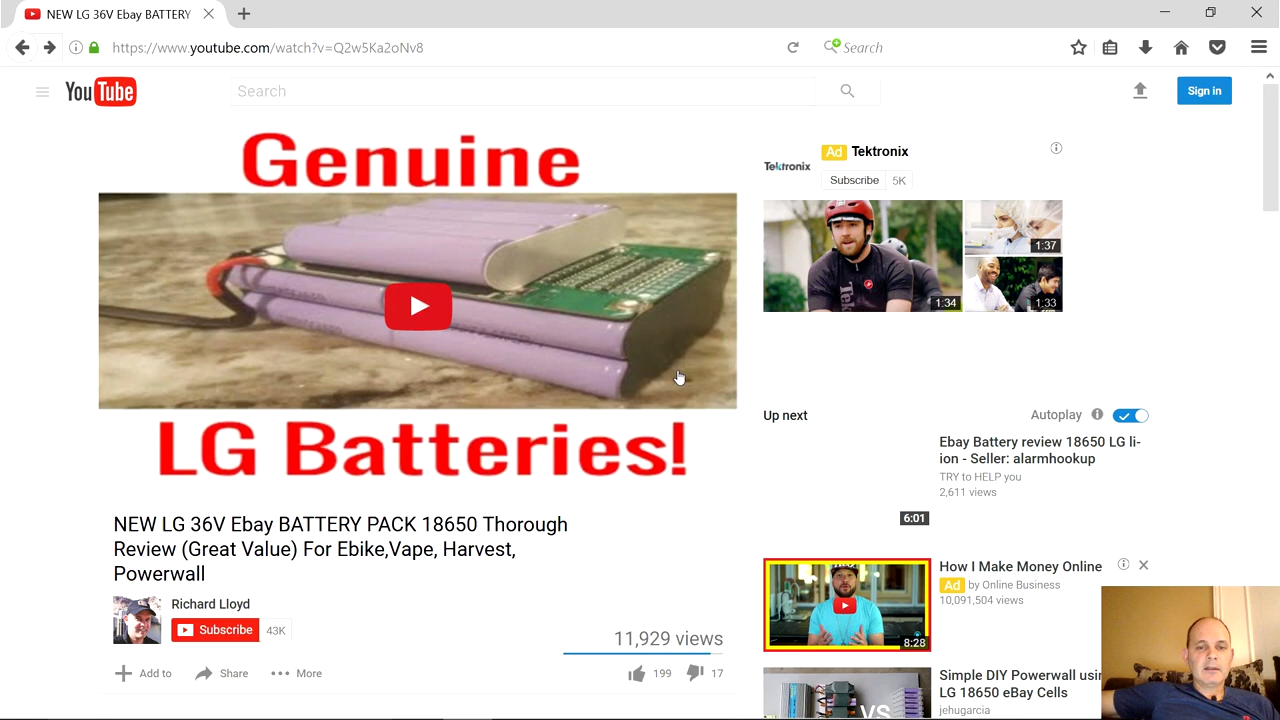 NEW LG 36V Ebay BATTERY
https://www.youtube.com/watch?v=Q2w5Ka2oNv8
Search
YouTube
Search
Sign in
Genuine
LG Batteries!
NEW LG 36V Ebay BATTERY PACK 18650 Thorough
Review (Great Value) For Ebike,Vape, Harvest,
Powerwall
Richard Lloyd
Subscribe 43K
11,929 views
Add to Share More 199 17
Tektronix
Ad Tektronix
Subscribe 5K
1:34
1:37
1:33
Up next
Autoplay
Ebay Battery review 18650 LG li-
ion - Seller: alarmhookup
TRY to HELP you
2,611 views
6:01
How I Make Money Online
Ad by Online Business
10,091,504 views
8:28
Simple DIY Powerwall usin
LG 18650 eBay Cells
jehugarcia
VS